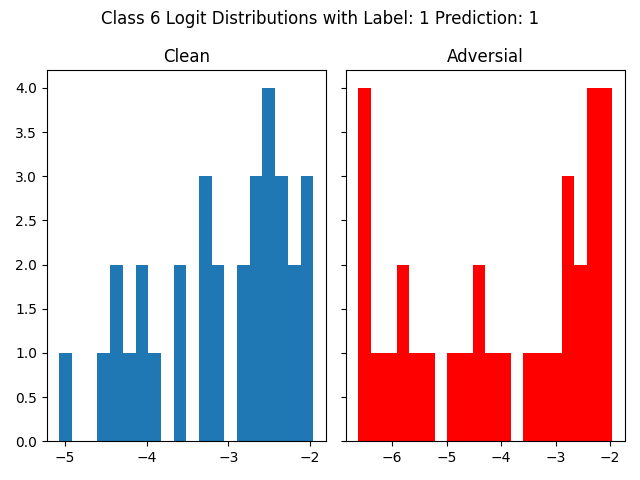 Class 6 Logit Distributions with Label: 1 Prediction: 1
Clean
Adversial
4.0
3.5
3.0
2.5
2.0
1.5
1.0
0.5
0.0
−5 −4 −3 −2
−6 −5 −4 −3 −2